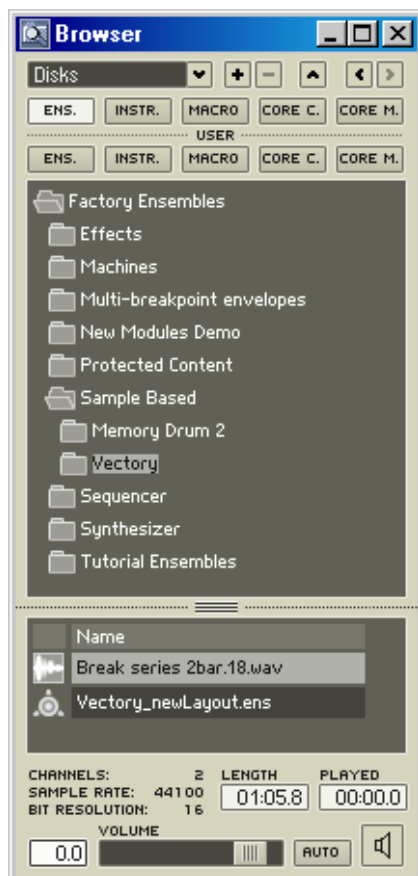 Browser
Disks
ENS. INSTR. MACRO CORE C. CORE M.
USER
ENS. INSTR. MACRO CORE C. CORE M.
Factory Ensembles
Effects
Machines
Multi-breakpoint envelopes
New Modules Demo
Protected Content
Sample Based
Memory Drum 2
Vectory
Sequencer
Synthesizer
Tutorial Ensembles
Name
Break series 2bar.18.wav
Vectory_newLayout.ens
CHANNELS: 2 LENGTH PLAYED
SAMPLE RATE: 44100 01:05.8 00:00.0
BIT RESOLUTION: 16
VOLUME
0.0 AUTO